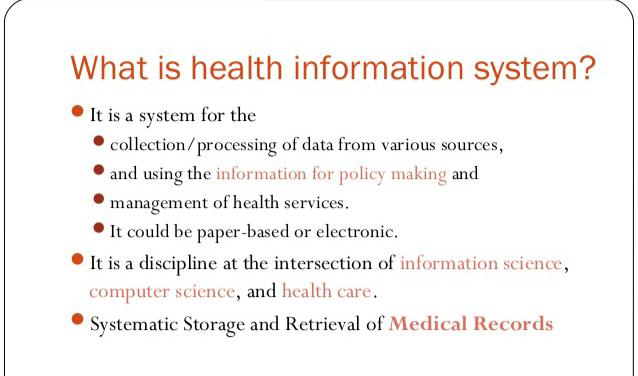 What is health information system?
It is a system for the
collection/processing of data from various sources,
and using the information for policy making and
management of health services.
It could be paper-based or electronic.
It is a discipline at the intersection of information science,
computer science, and health care.
Systematic Storage and Retrieval of Medical Records